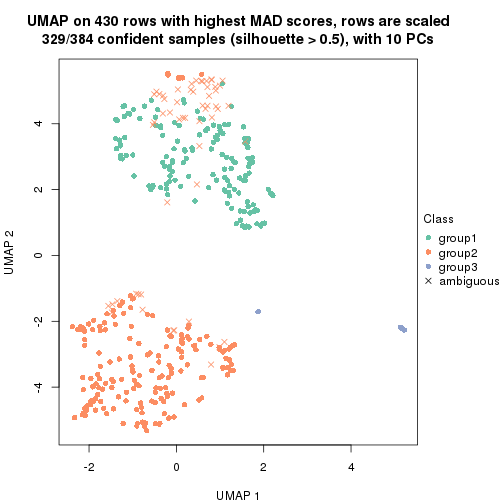 UMAP on 430 rows with highest MAD scores, rows are scaled
329/384 confident samples (silhouette > 0.5), with 10 PCs
4
2
0
-2
-4
UMAP 2
-2
0
2
4
UMAP 1
Class
group1
group2
group3
ambiguous